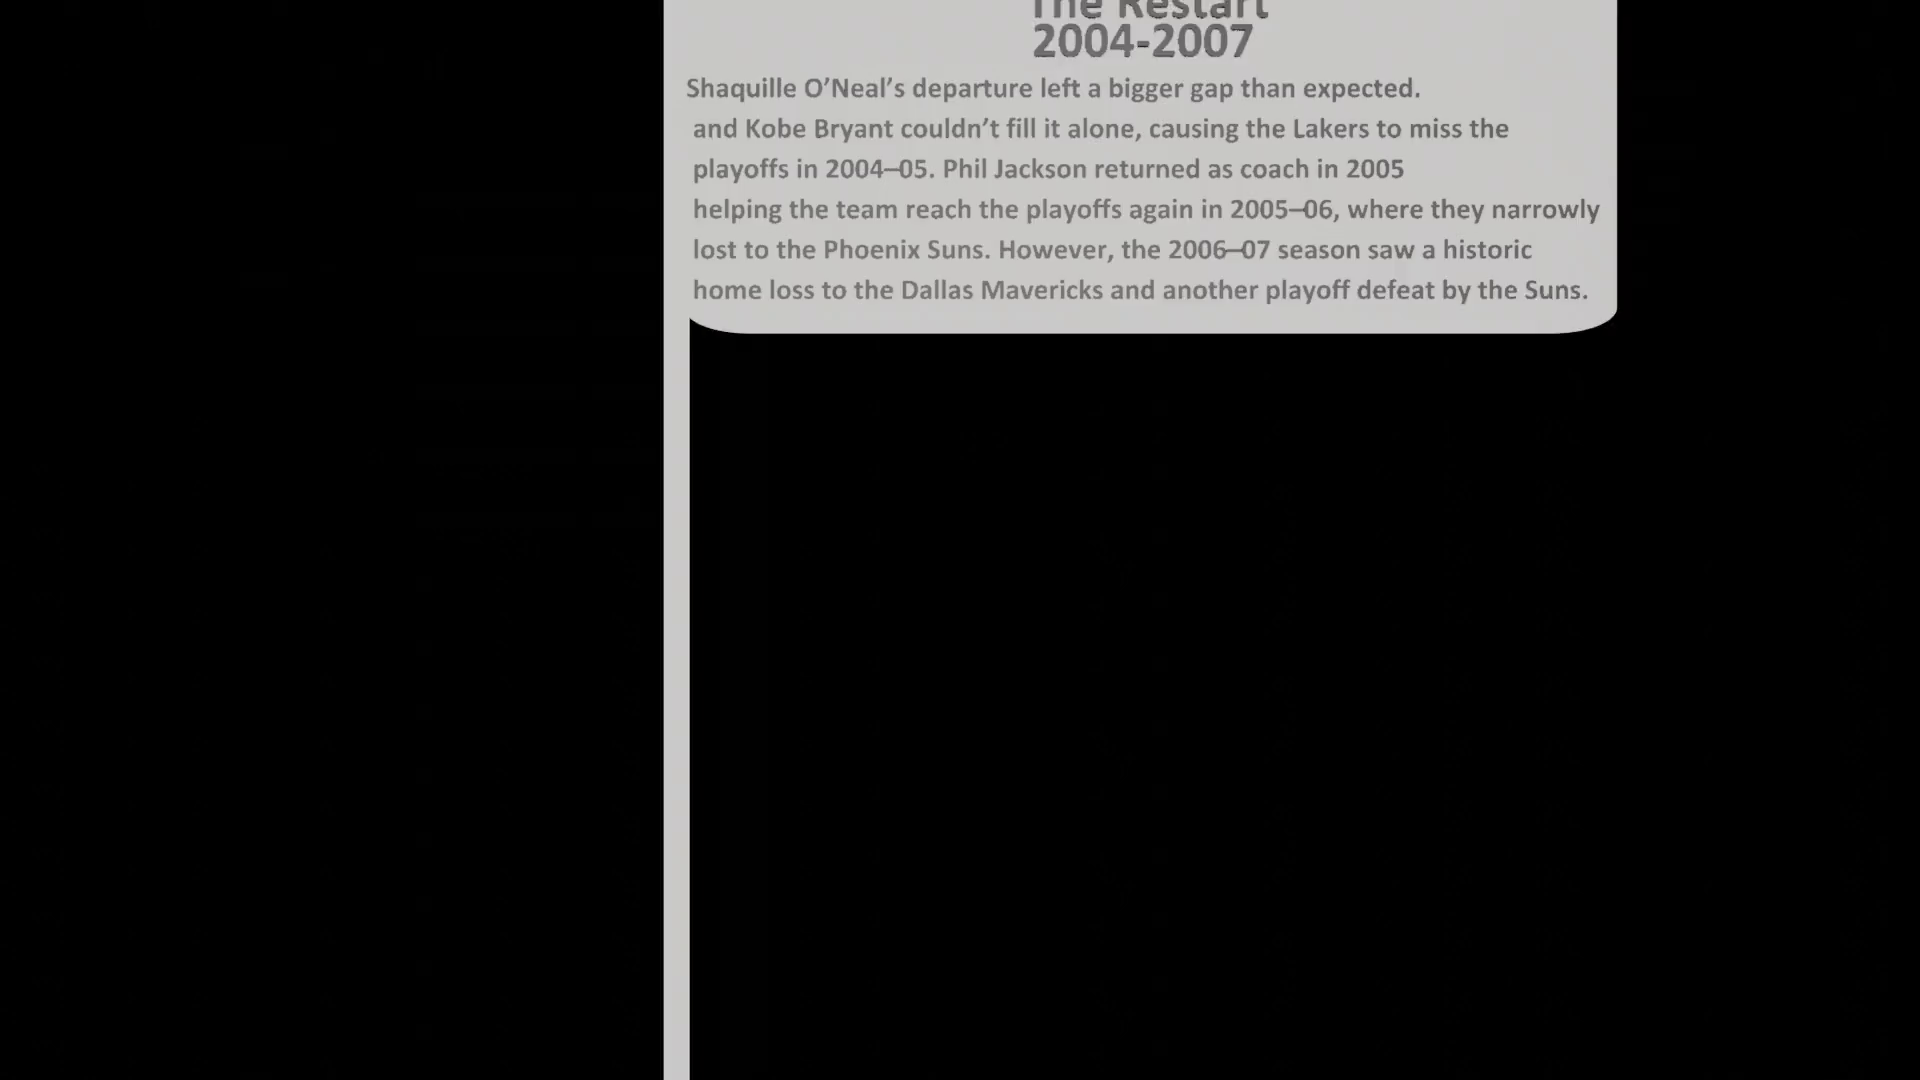 The Restart
2004-2007
Shaquille O’Neal’s departure left a bigger gap than expected.
and Kobe Bryant couldn’t fill it alone, causing the Lakers to miss the
playoffs in 2004–05. Phil Jackson returned as coach in 2005
helping the team reach the playoffs again in 2005–06, where they narrowly
lost to the Phoenix Suns. However, the 2006–07 season saw a historic
home loss to the Dallas Mavericks and another playoff defeat by the Suns.